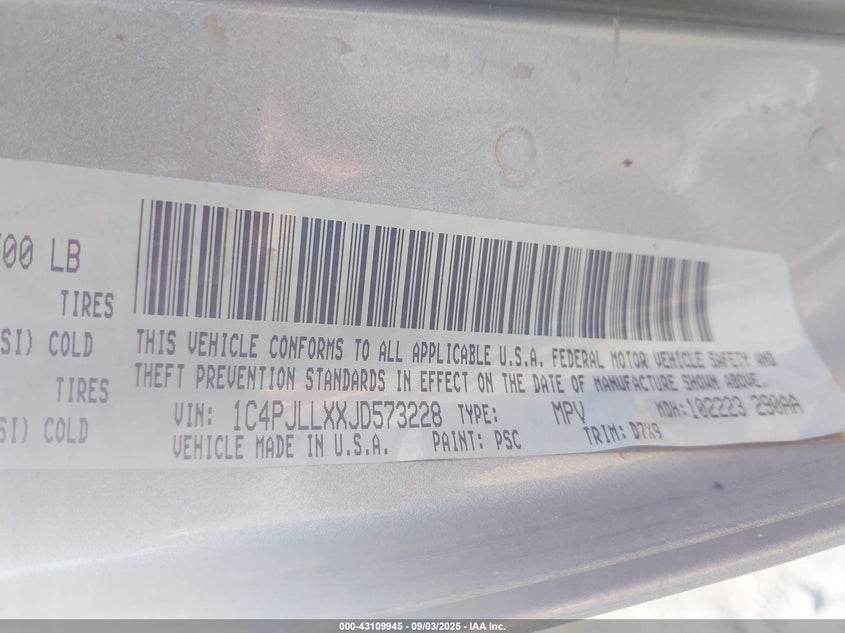 00 LB
TIRES
SI) COLD
TIRES
SI) COLD
THIS VEHICLE CONFORMS TO ALL APPLICABLE U.S.A. FEDERAL MOTOR VEHICLE SAFETY AND
THEFT PREVENTION STANDARDS IN EFFECT ON THE DATE OF MANUFACTURE SHOWN ABOVE.
VIN: 1C4PJLLXXJD573228 TYPE: MPV MDH: 102223 290AA
VEHICLE MADE IN U.S.A. PAINT: PSC TRIM: D7X9
000-43109945 - 09/03/2025 - IAA Inc.